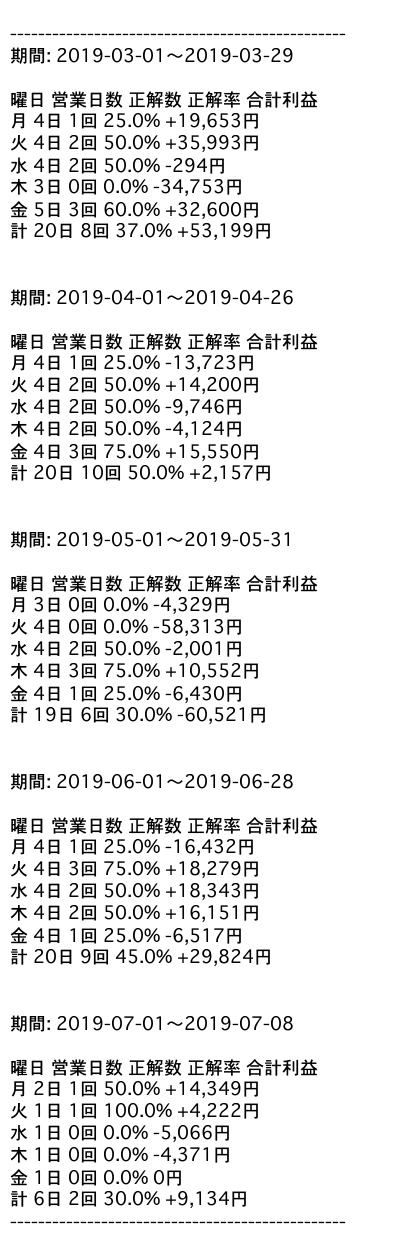 ------------------------------------------------
期間: 2019-03-01〜2019-03-29
曜日 営業日数 正解数 正解率 合計利益
月 4日 1回 25.0% +19,653円
火 4日 2回 50.0% +35,993円
水 4日 2回 50.0% -294円
木 3日 0回 0.0% -34,753円
金 5日 3回 60.0% +32,600円
計 20日 8回 37.0% +53,199円
期間: 2019-04-01〜2019-04-26
曜日 営業日数 正解数 正解率 合計利益
月 4日 1回 25.0% -13,723円
火 4日 2回 50.0% +14,200円
水 4日 2回 50.0% -9,746円
木 4日 2回 50.0% -4,124円
金 4日 3回 75.0% +15,550円
計 20日 10回 50.0% +2,157円
期間: 2019-05-01〜2019-05-31
曜日 営業日数 正解数 正解率 合計利益
月 3日 0回 0.0% -4,329円
火 4日 0回 0.0% -58,313円
水 4日 2回 50.0% -2,001円
木 4日 3回 75.0% +10,552円
金 4日 1回 25.0% -6,430円
計 19日 6回 30.0% -60,521円
期間: 2019-06-01〜2019-06-28
曜日 営業日数 正解数 正解率 合計利益
月 4日 1回 25.0% -16,432円
火 4日 3回 75.0% +18,279円
水 4日 2回 50.0% +18,343円
木 4日 2回 50.0% +16,151円
金 4日 1回 25.0% -6,517円
計 20日 9回 45.0% +29,824円
期間: 2019-07-01〜2019-07-08
曜日 営業日数 正解数 正解率 合計利益
月 2日 1回 50.0% +14,349円
火 1日 1回 100.0% +4,222円
水 1日 0回 0.0% -5,066円
木 1日 0回 0.0% -4,371円
金 1日 0回 0.0% 0円
計 6日 2回 30.0% +9,134円
------------------------------------------------